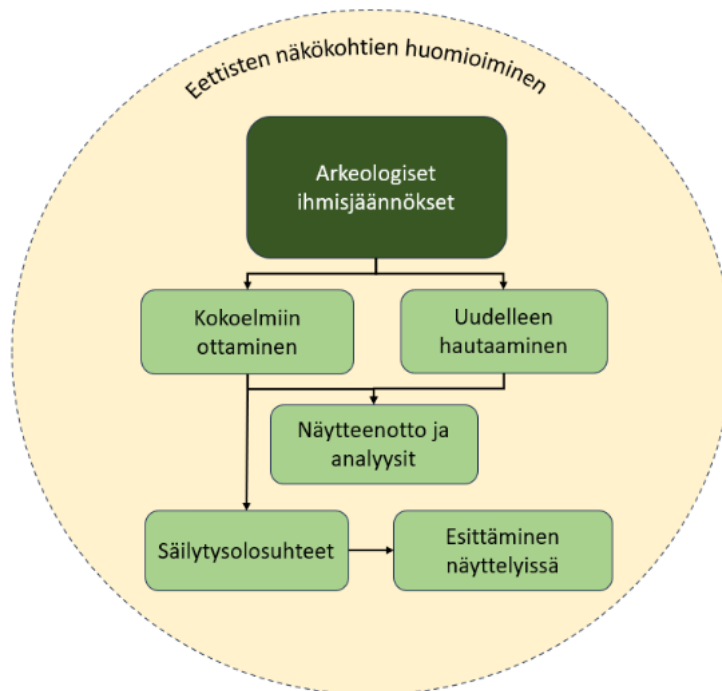 Eettisten näkökohtien huomioiminen
Arkeologiset
ihmisjäännökset
Kokoelmiin
ottaminen
Uudelleen
hautaaminen
Näytteenotto ja
analyysit
Säilytysolosuhteet
Esittäminen
näyttelyissä